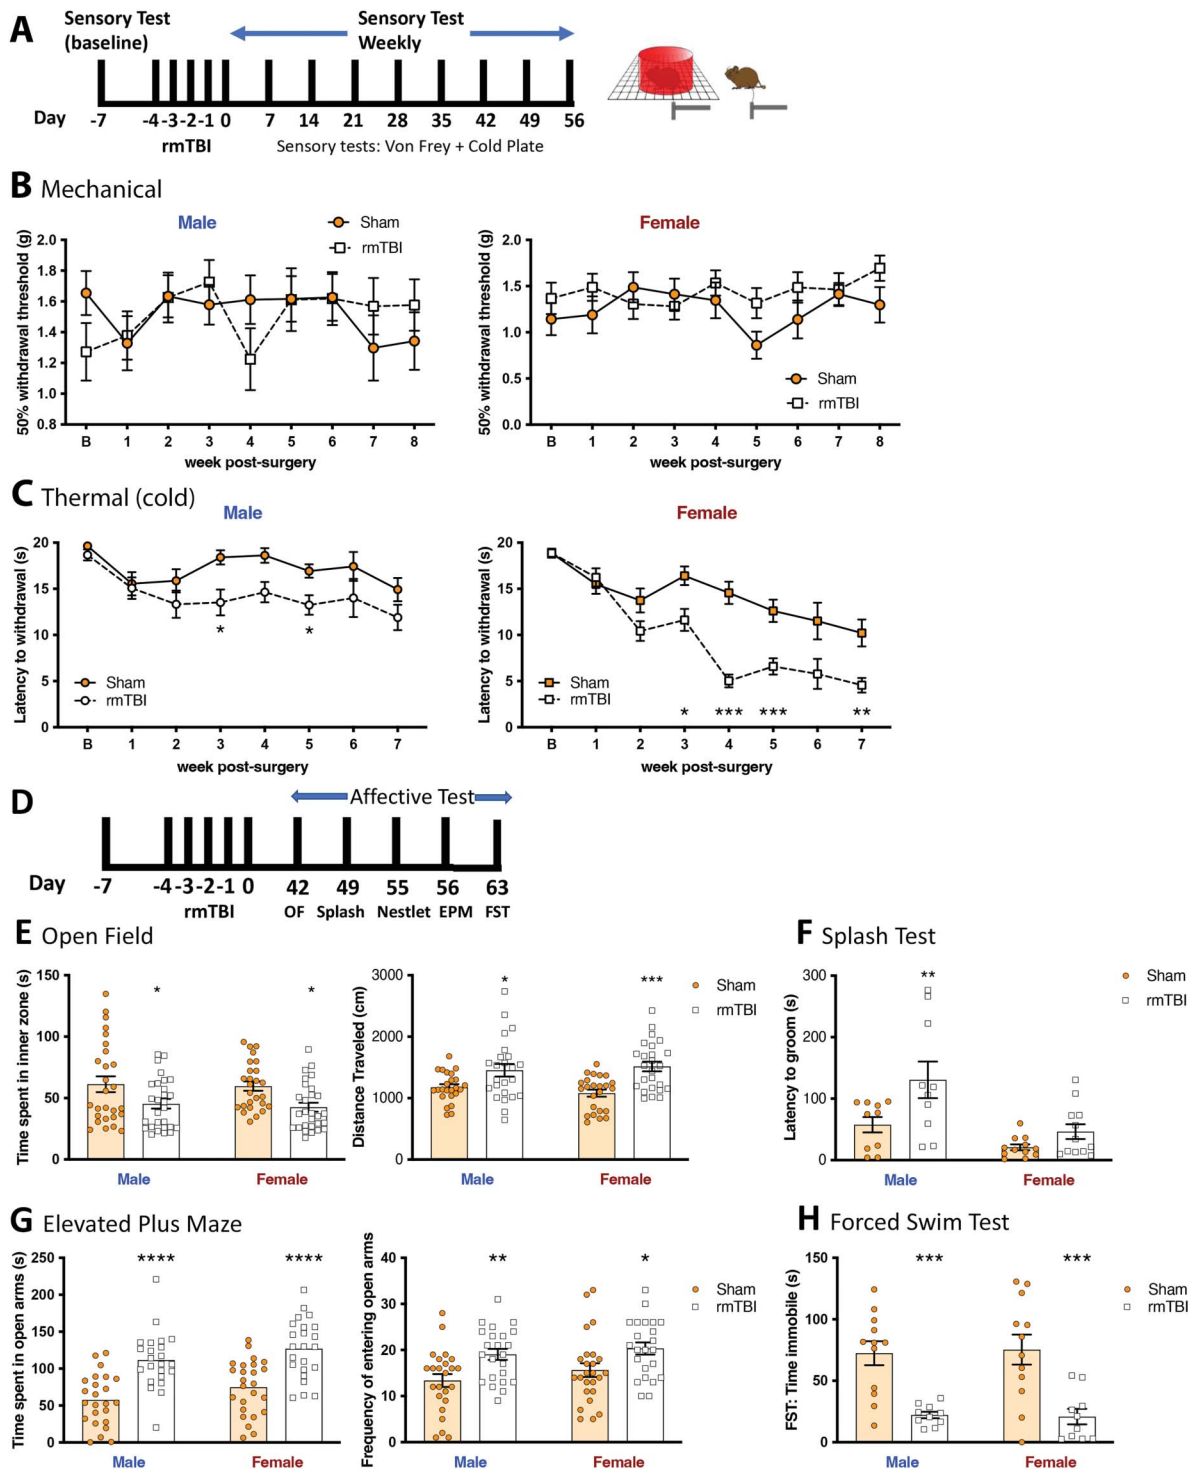 A
Sensory Test
(baseline)
Sensory Test
Weekly
Day
-7 -4 -3 -2 -1 0 7 14 21 28 35 42 49 56
rmTBI
Sensory tests: Von Frey + Cold Plate
B Mechanical
Male
Sham
rmTBI
50% withdrawal threshold (g)
2.0
1.8
1.6
1.4
1.2
1.0
0.8
B 1 2 3 4 5 6 7 8
week post-surgery
Female
50% withdrawal threshold (g)
2.0
1.5
1.0
0.5
0.0
Sham
rmTBI
B 1 2 3 4 5 6 7 8
week post-surgery
C Thermal (cold)
Male
Latency to withdrawal (s)
20
15
10
5
0
* *
Sham
rmTBI
B 1 2 3 4 5 6 7
week post-surgery
Female
Latency to withdrawal (s)
20
15
10
5
0
Sham
rmTBI
* *** *** **
B 1 2 3 4 5 6 7
week post-surgery
D
Affective Test
Day
-7 -4 -3 -2 -1 0 42 49 55 56 63
rmTBI OF Splash Nestlet EPM FST
E Open Field
Time spent in inner zone (s)
150
100
50
0
* *
Male Female
Distance Traveled (cm)
3000
2000
1000
0
* ***
Male Female
Sham
rmTBI
F Splash Test
Latency to groom (s)
300
200
100
0
**
Male Female
Sham
rmTBI
G Elevated Plus Maze
Time spent in open arms (s)
250
200
150
100
50
0
**** ****
Male Female
Frequency of entering open arms
40
30
20
10
0
** *
Male Female
Sham
rmTBI
H Forced Swim Test
FST: Time immobile (s)
150
100
50
0
*** ***
Male Female
Sham
rmTBI